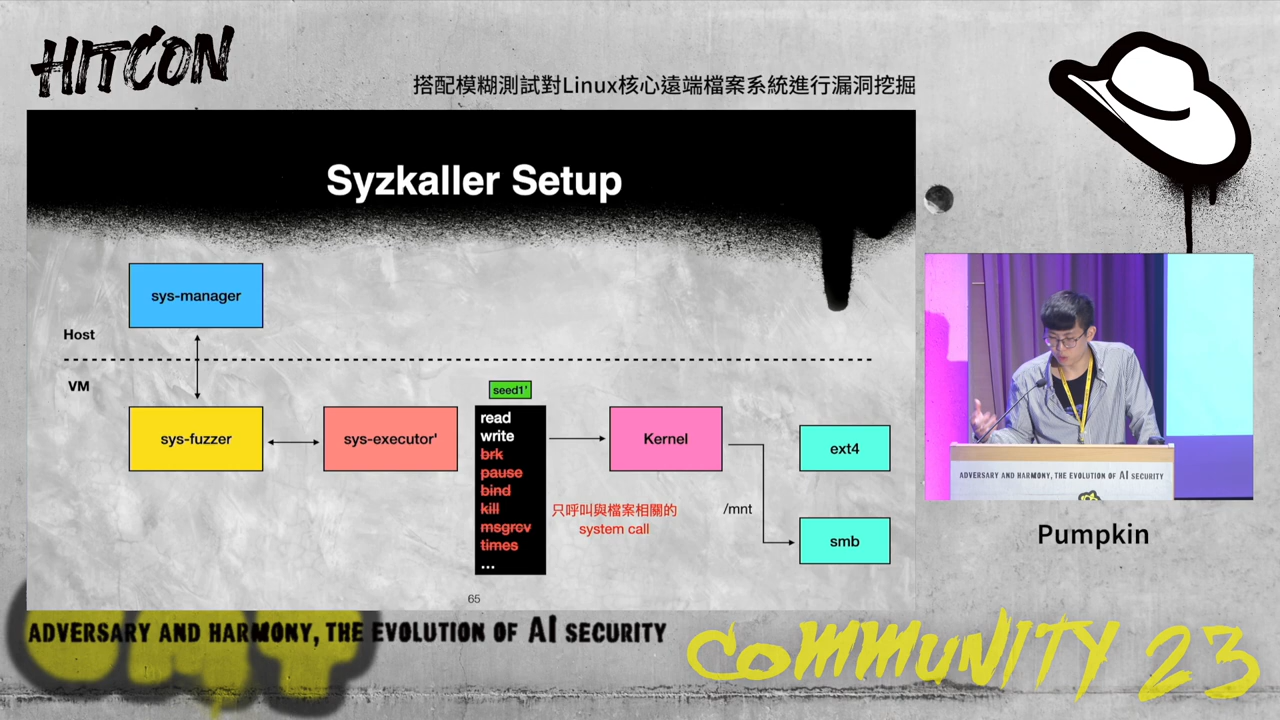 HITCON
搭配模糊測試對Linux核心遠端檔案系統進行漏洞挖掘
Syzkaller Setup
sys-manager
Host
VM
seed1'
sys-fuzzer
sys-executor'
read
write
brk
pause
bind
kill
msgrcv
times
...
Kernel
只呼叫與檔案相關的
system call
/mnt
ext4
smb
65
ADVERSARY AND HARMONY, THE EVOLUTION OF AI SECURITY
Pumpkin
ADVERSARY AND HARMONY, THE EVOLUTION OF AI SECURITY
COMMUNITY 23